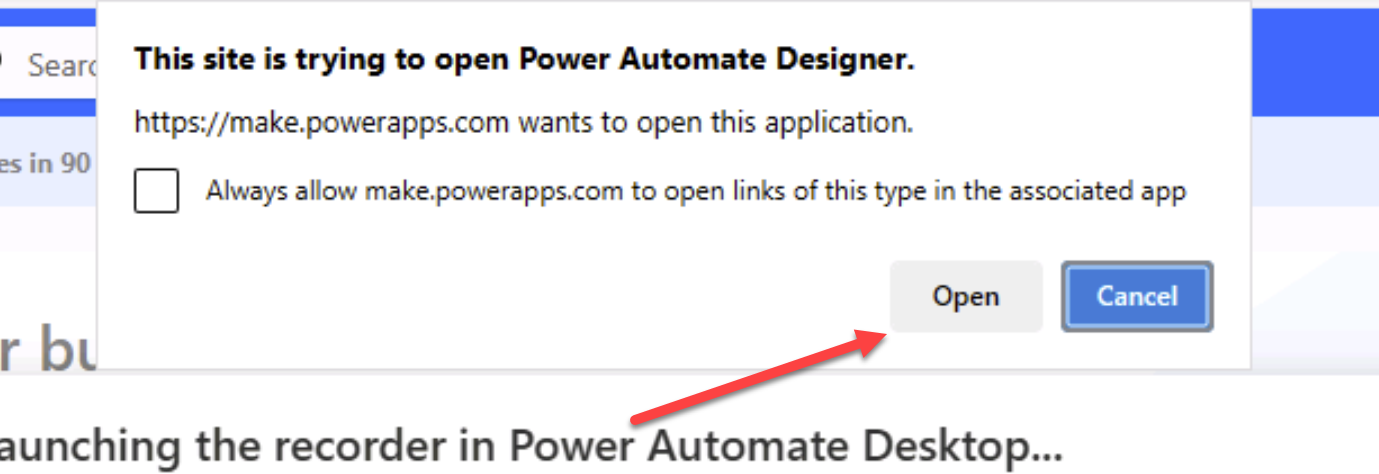 This site is trying to open Power Automate Designer.
Searc
https://make.powerapps.com wants to open this application.
es in 90
Always allow make.powerapps.com to open links of this type in the associated app
Open
Cancel
r bu
aunching the recorder in Power Automate Desktop...